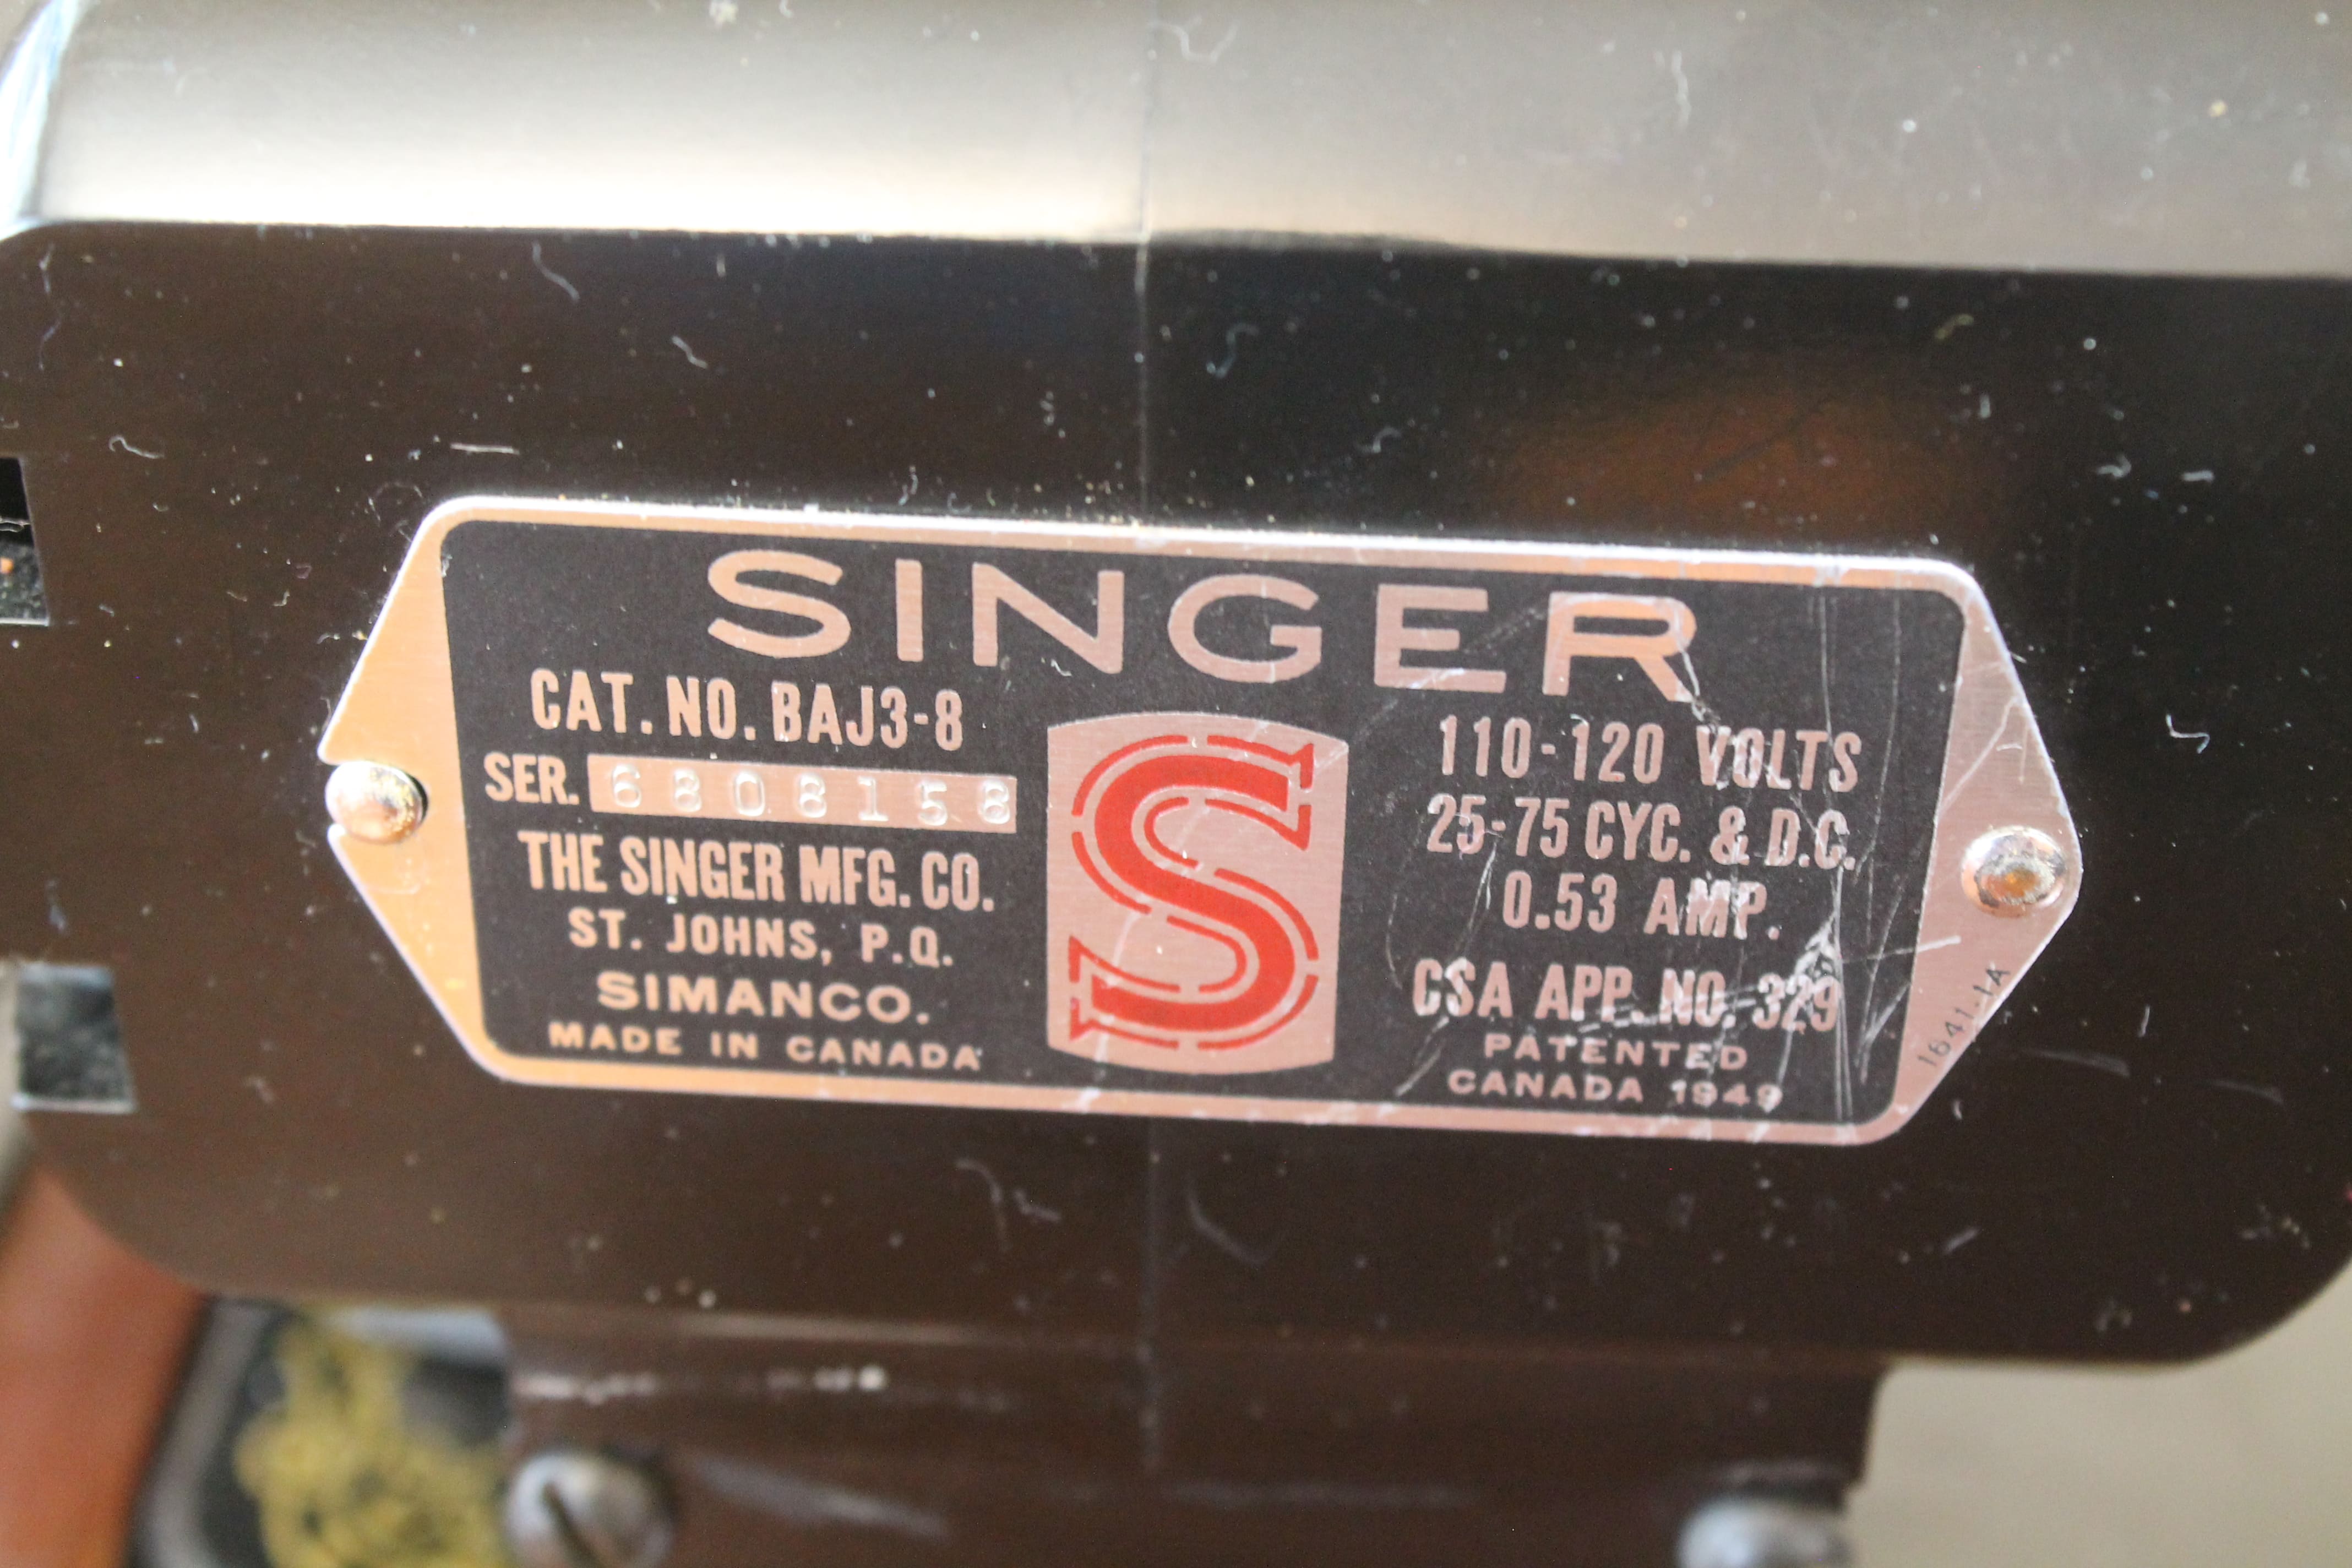 SINGER
CAT. NO. BAJ3-8
SER. 6808158
THE SINGER MFG. CO.
ST. JOHNS, P.Q.
SIMANCO.
MADE IN CANADA
S
110-120 VOLTS
25-75 CYC. & D.C.
0.53 AMP.
CSA APP. NO. 329
PATENTED
CANADA 1949
1641-1A